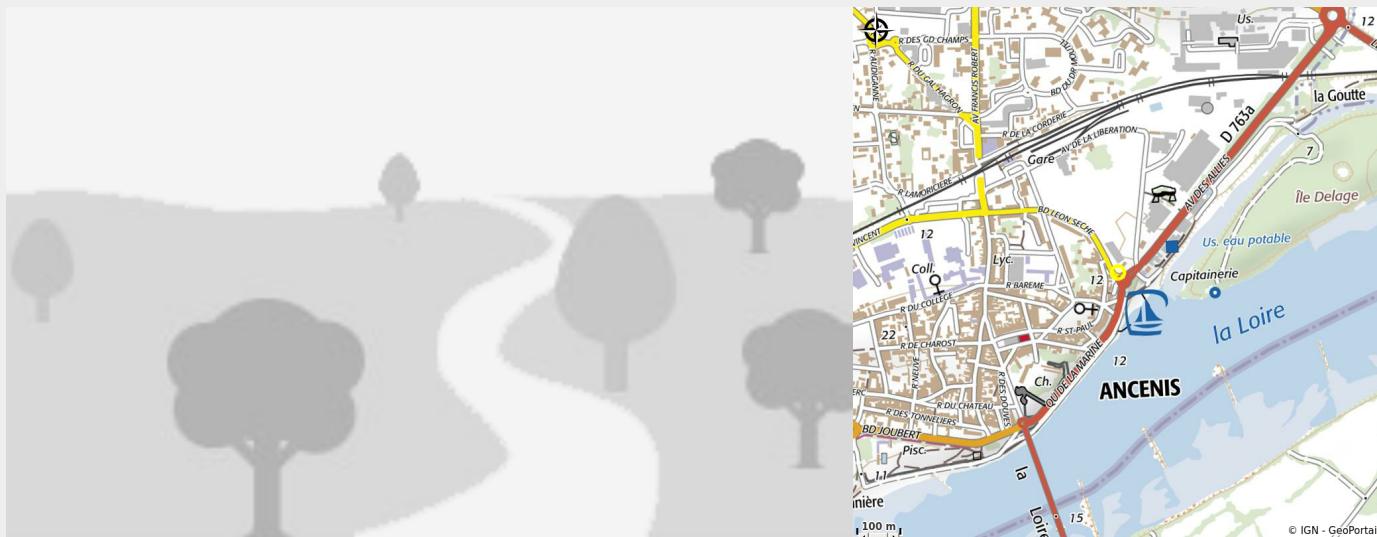 Us.
12
R DES GD CHAMPS
R AUDIGANNE
R DU GAL HAGRON
AV FRANCIS ROBERT
BD DU DR MOUTEL
la Goutte
D 763a
R DE LA CORDERIE
AV DE LA LIBERATION
7
Gare
R LAMORICIERE
AV DES ALLIES
Île Delage
BD LEON SECHE
VINCENT
12
Us. eau potable
Lyc.
Coll.
12
Capitainerie
R BAREME
R DU COLLEGE
la Loire
R ST-PAUL
22
R DE CHAROST
12
R NEUVE
QUI DE LA MARINE
Ch.
ANCENIS
R DES DOUVES
R DU CHATEAU
R DES TONNELIERS
BD JOUBERT
Pisc.
11
la
nière
Loire
15
100 m
© IGN - GeoPortai